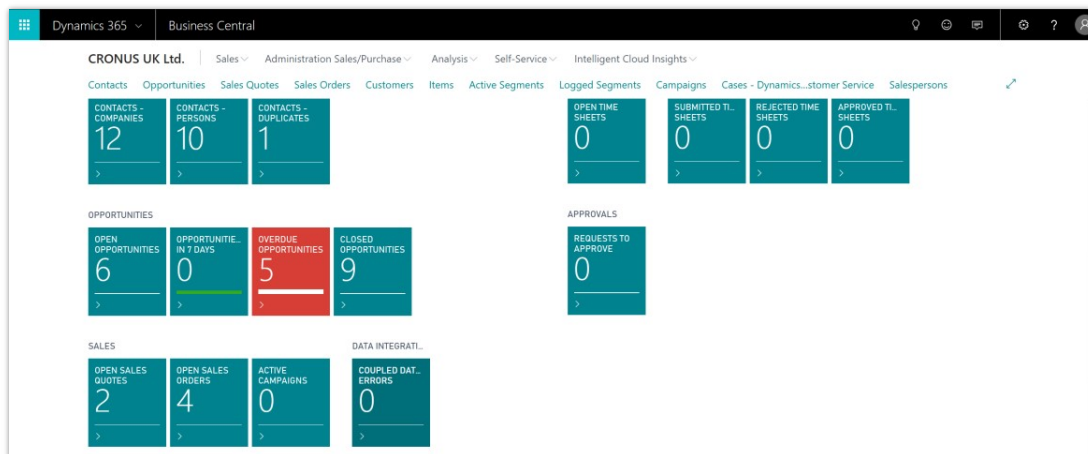 Dynamics 365 Business Central ?
CRONUS UK Ltd. Sales Administration Sales/Purchase Analysis Self-Service Intelligent Cloud Insights
Contacts Opportunities Sales Quotes Sales Orders Customers Items Active Segments Logged Segments Campaigns Cases - Dynamics...stomer Service Salespersons
CONTACTS -
COMPANIES
12
CONTACTS -
PERSONS
10
CONTACTS -
DUPLICATES
1
OPEN TIME
SHEETS
0
SUBMITTED TI...
SHEETS
0
REJECTED TIME
SHEETS
0
APPROVED TI...
SHEETS
0
OPPORTUNITIES
OPEN
OPPORTUNITIES
6
OPPORTUNITIE...
IN 7 DAYS
0
OVERDUE
OPPORTUNITIES
5
CLOSED
OPPORTUNITIES
9
APPROVALS
REQUESTS TO
APPROVE
0
SALES
OPEN SALES
QUOTES
2
OPEN SALES
ORDERS
4
ACTIVE
CAMPAIGNS
0
DATA INTEGRATI...
COUPLED DAT...
ERRORS
0